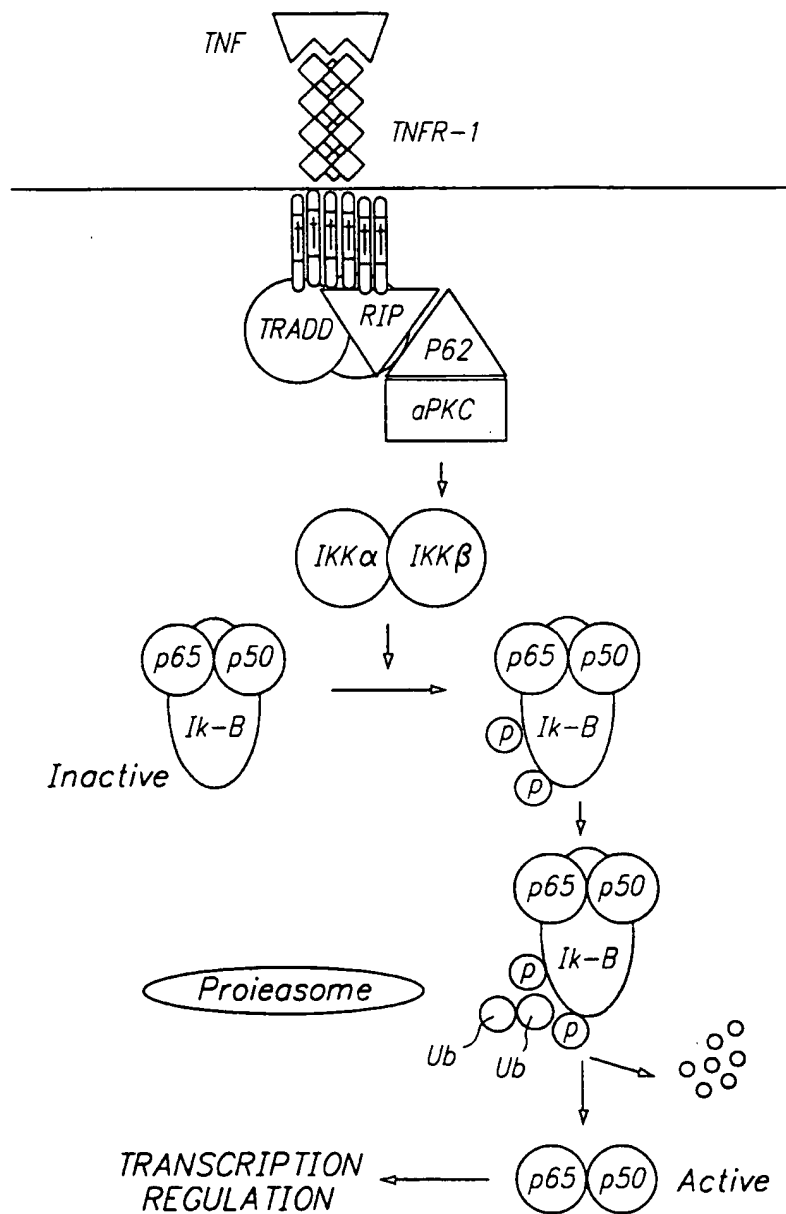 TNF
TNFR-1
TRADD
RIP
P62
aPKC
IKKα
IKKβ
p65
p50
Ik-B
Inactive
p65
p50
Ik-B
p
p
p65
p50
Ik-B
p
p
Proieasome
Ub
Ub
p65
p50
Active
TRANSCRIPTION
REGULATION